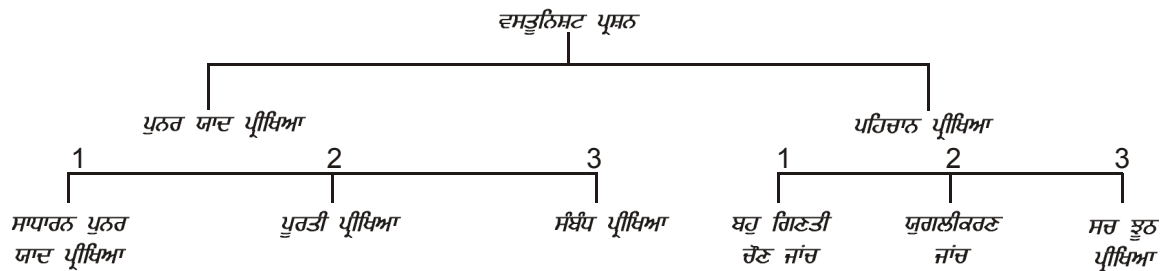 ਵਸਤੂਨਿਸ਼ਟ ਪ੍ਰਸ਼ਨ
ਪੁਨਰ ਯਾਦ ਪ੍ਰੀਖਿਆ
ਪਹਿਚਾਨ ਪ੍ਰੀਖਿਆ
1 2 3
1 2 3
ਸਾਧਾਰਨ ਪੁਨਰ
ਯਾਦ ਪ੍ਰੀਖਿਆ
ਪੂਰਤੀ ਪ੍ਰੀਖਿਆ
ਸੰਬੰਧ ਪ੍ਰੀਖਿਆ
ਬਹੁ ਗਿਣਤੀ
ਚੌਣ ਜਾਂਚ
ਯੁਗਲੀਕਰਣ
ਜਾਂਚ
ਸਚ ਝੂਠ
ਪ੍ਰੀਖਿਆ